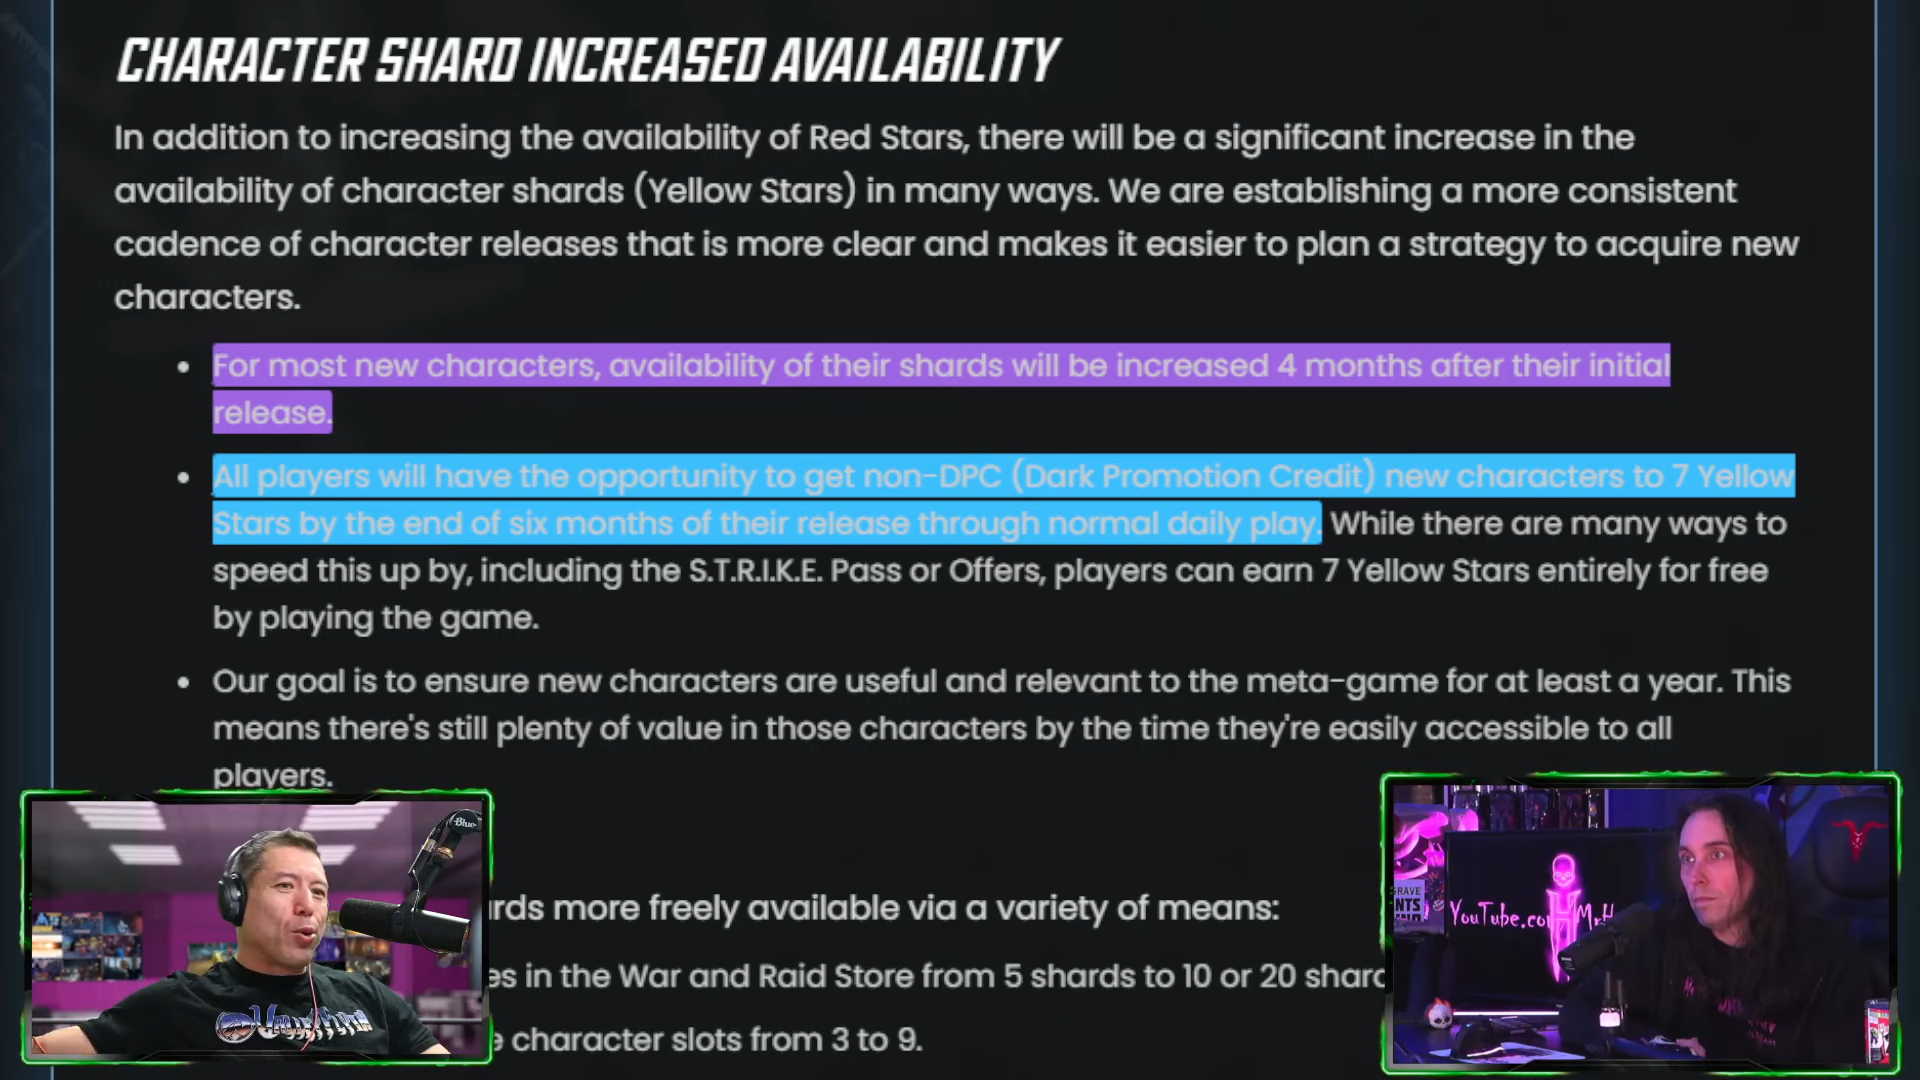 CHARACTER SHARD INCREASED AVAILABILITY
In addition to increasing the availability of Red Stars, there will be a significant increase in the
availability of character shards (Yellow Stars) in many ways. We are establishing a more consistent
cadence of character releases that is more clear and makes it easier to plan a strategy to acquire new
characters.
• For most new characters, availability of their shards will be increased 4 months after their initial
release.
• All players will have the opportunity to get non-DPC (Dark Promotion Credit) new characters to 7 Yellow
Stars by the end of six months of their release through normal daily play. While there are many ways to
speed this up by, including the S.T.R.I.K.E. Pass or Offers, players can earn 7 Yellow Stars entirely for free
by playing the game.
• Our goal is to ensure new characters are useful and relevant to the meta-game for at least a year. This
means there's still plenty of value in those characters by the time they're easily accessible to all
players.
rds more freely available via a variety of means:
es in the War and Raid Store from 5 shards to 10 or 20 shard
e character slots from 3 to 9.
Blue
YouTube.co MrH